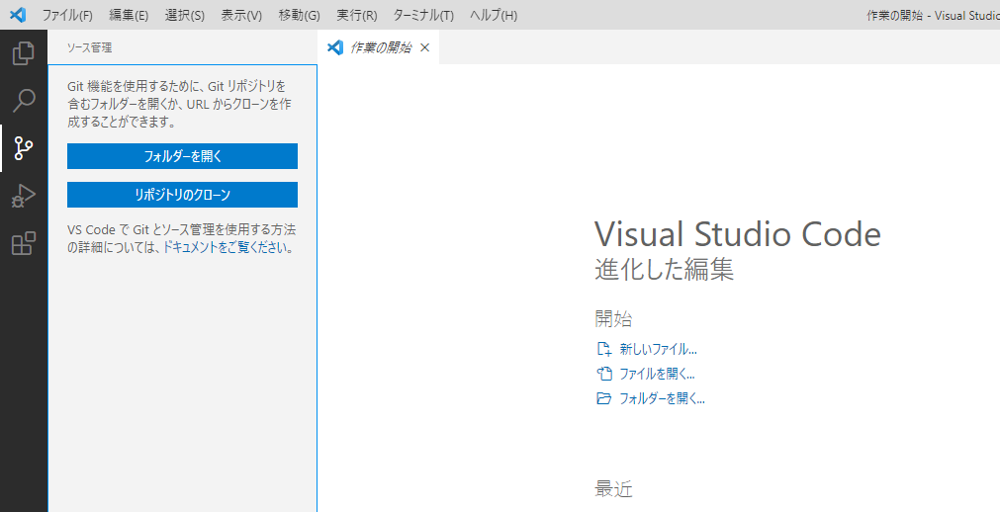 ファイル(F) 編集(E) 選択(S) 表示(V) 移動(G) 実行(R) ターミナル(T) ヘルプ(H) 作業の開始 - Visual Studio
ソース管理
作業の開始
Git 機能を使用するために、Git リポジトリを
含むフォルダーを開くか、URL からクローンを作
成することができます。
フォルダーを開く
リポジトリのクローン
VS Code で Git とソース管理を使用する方法
の詳細については、ドキュメントをご覧ください。
Visual Studio Code
進化した編集
開始
新しいファイル...
ファイルを開く...
フォルダーを開く...
最近